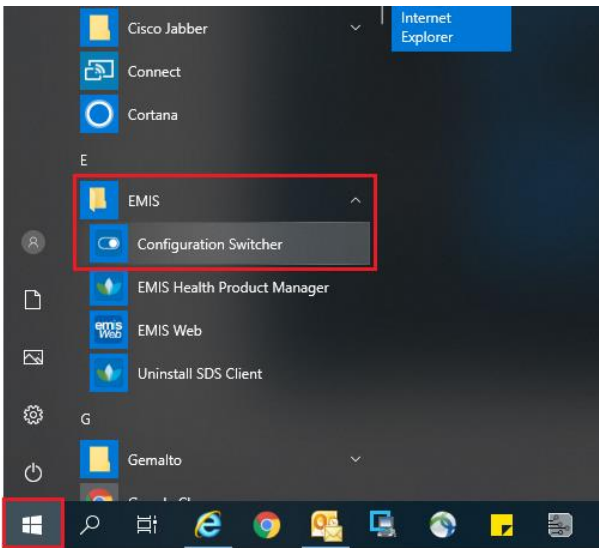 Cisco Jabber
Internet
Explorer
Connect
Cortana
E
EMIS
Configuration Switcher
EMIS Health Product Manager
emis
Web
EMIS Web
Uninstall SDS Client
G
Gemalto